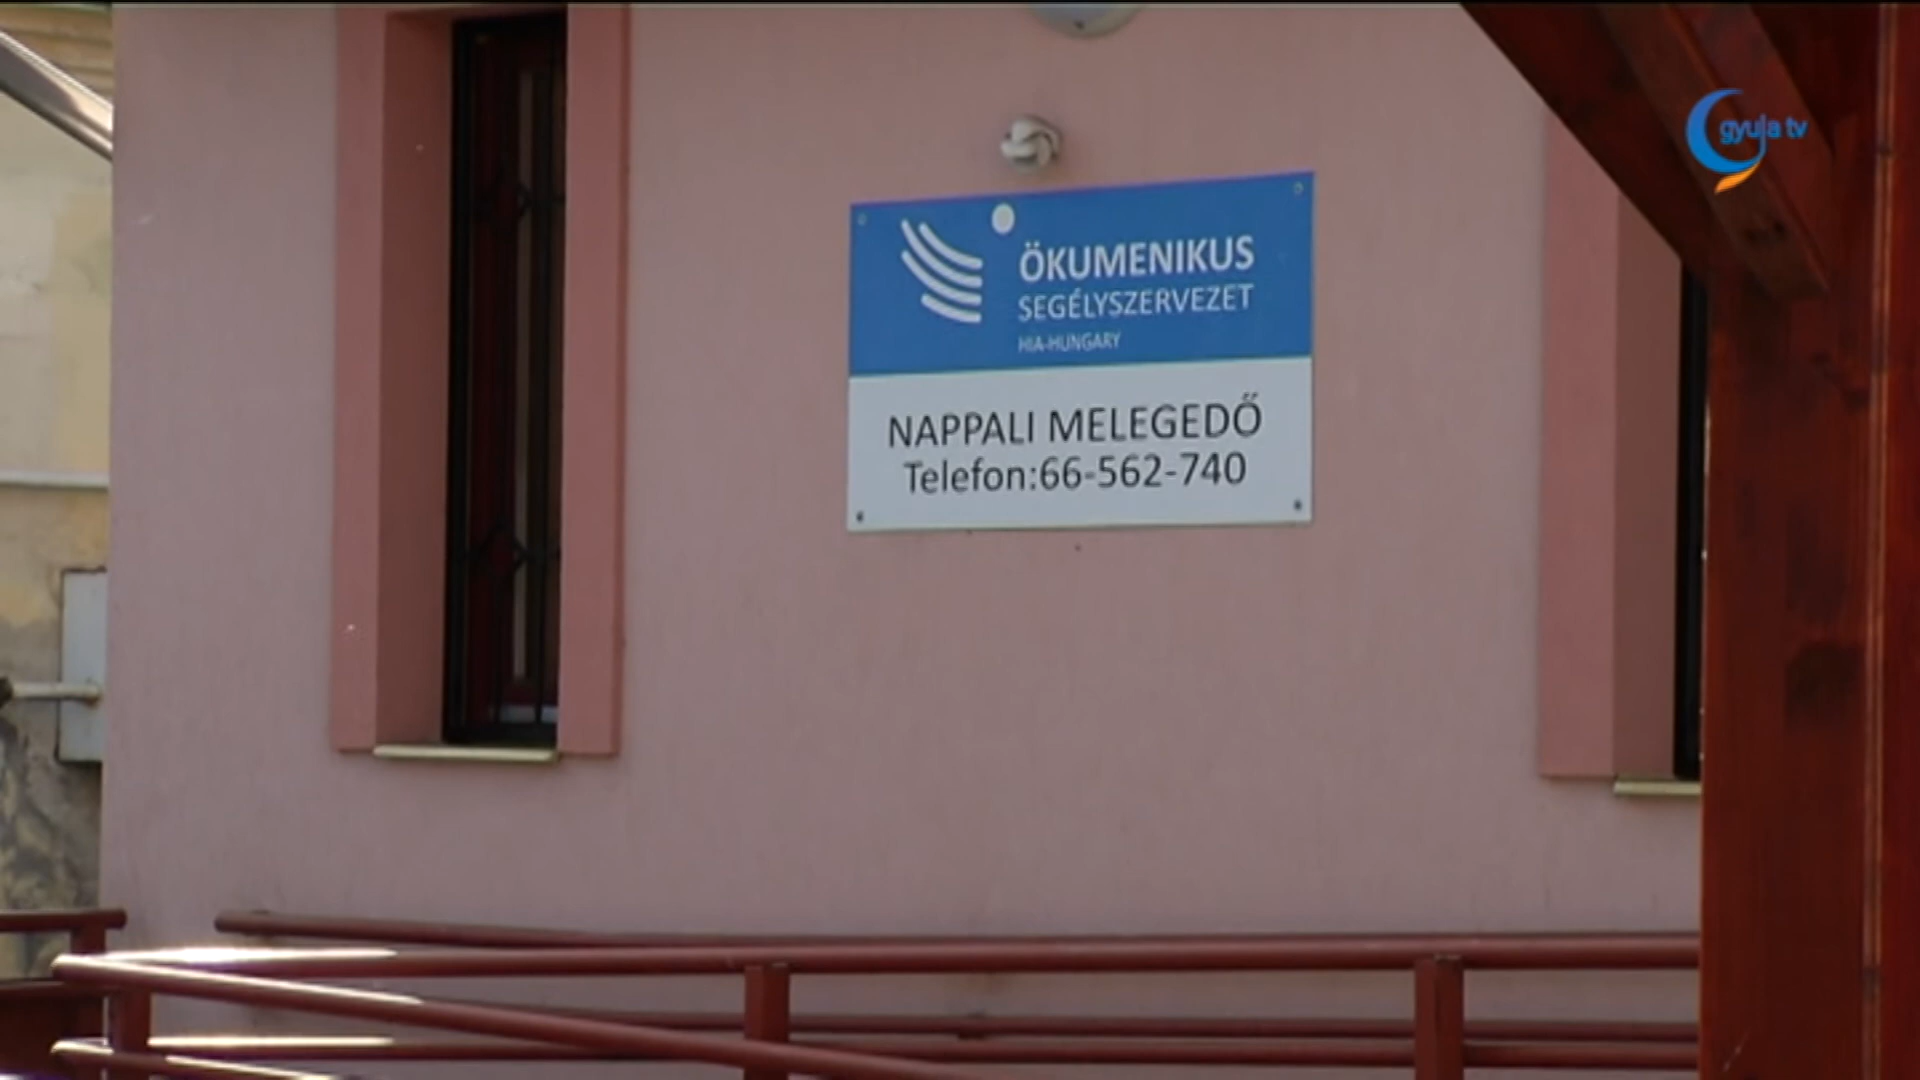 gyula tv
ÖKUMENIKUS
SEGÉLYSZERVEZET
HIA-HUNGARY
NAPPALI MELEGEDŐ
Telefon:66-562-740